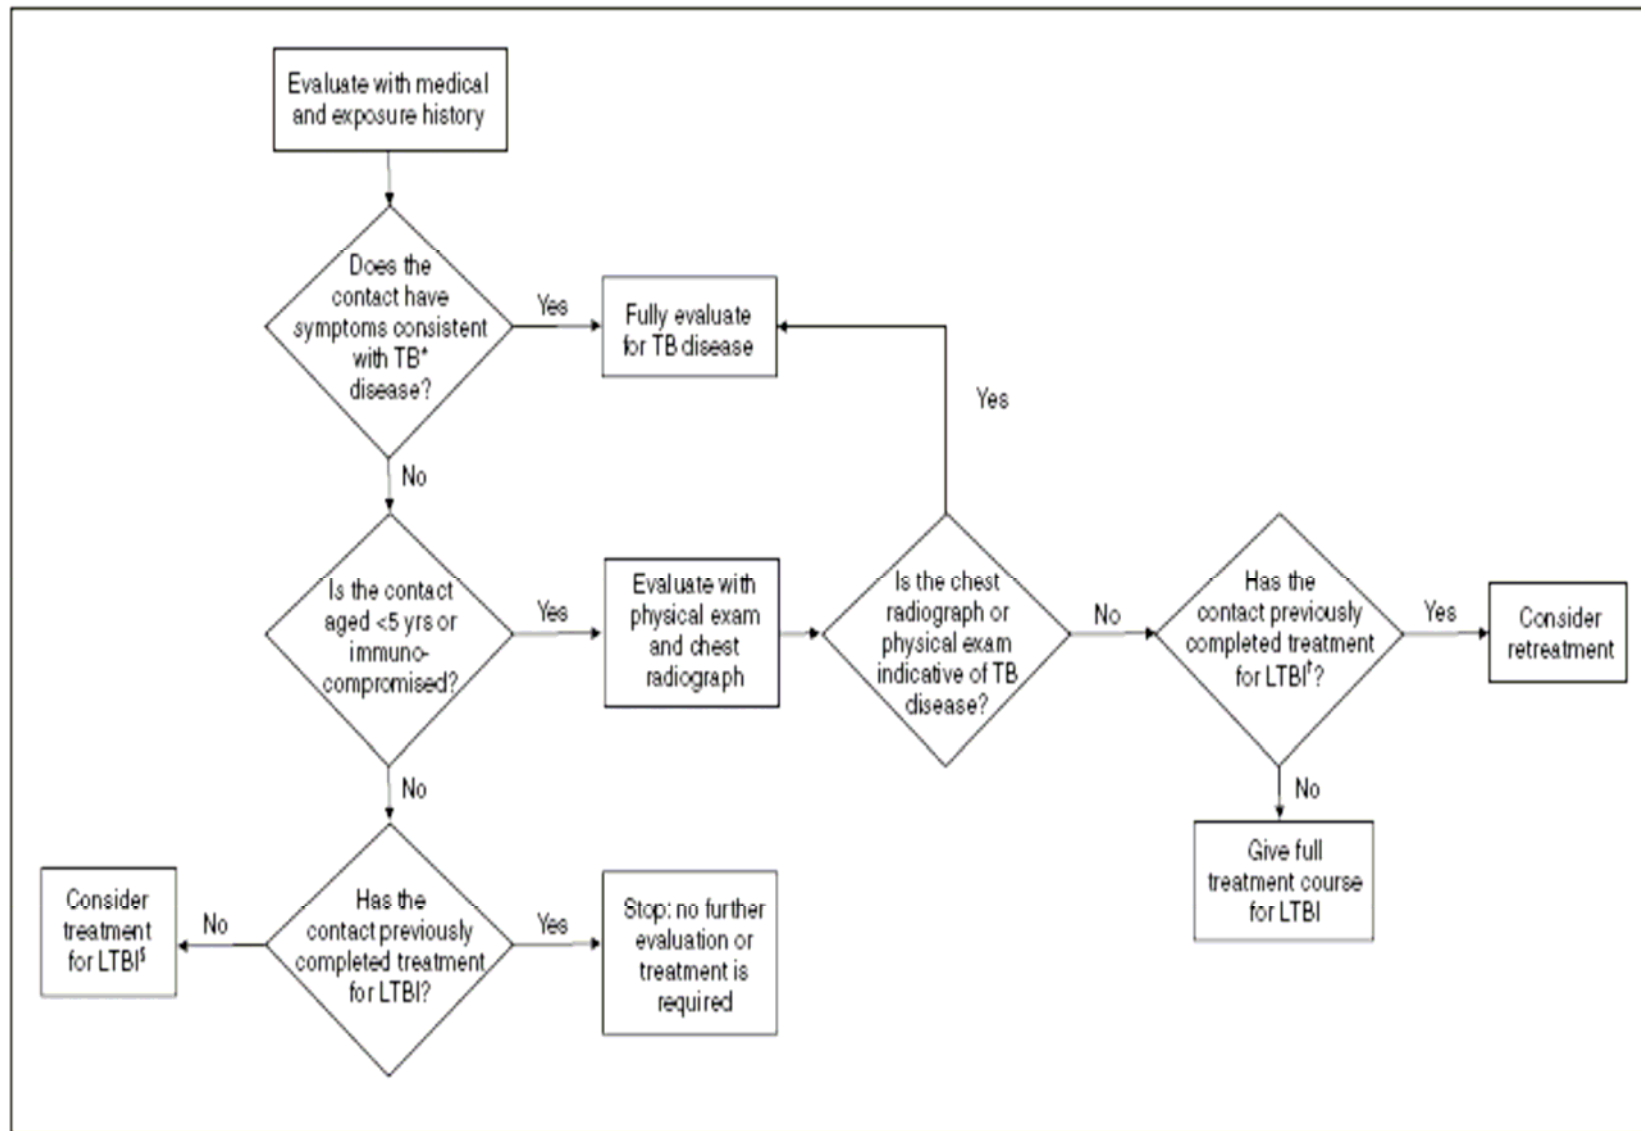 Evaluate with medical
and exposure history
Does the
contact have
symptoms consistent
with TB*
disease?
Yes
Fully evaluate
for TB disease
Yes
No
Is the contact
aged <5 yrs or
immuno-
compromised?
Yes
Evaluate with
physical exam
and chest
radiograph
Is the chest
radiograph or
physical exam
indicative of TB
disease?
No
Has the
contact previously
completed treatment
for LTBI†?
Yes
Consider
retreatment
No
Give full
treatment course
for LTBI
No
Consider
treatment
for LTBI§
No
Has the
contact previously
completed treatment
for LTBI?
Yes
Stop: no further
evaluation or
treatment is
required